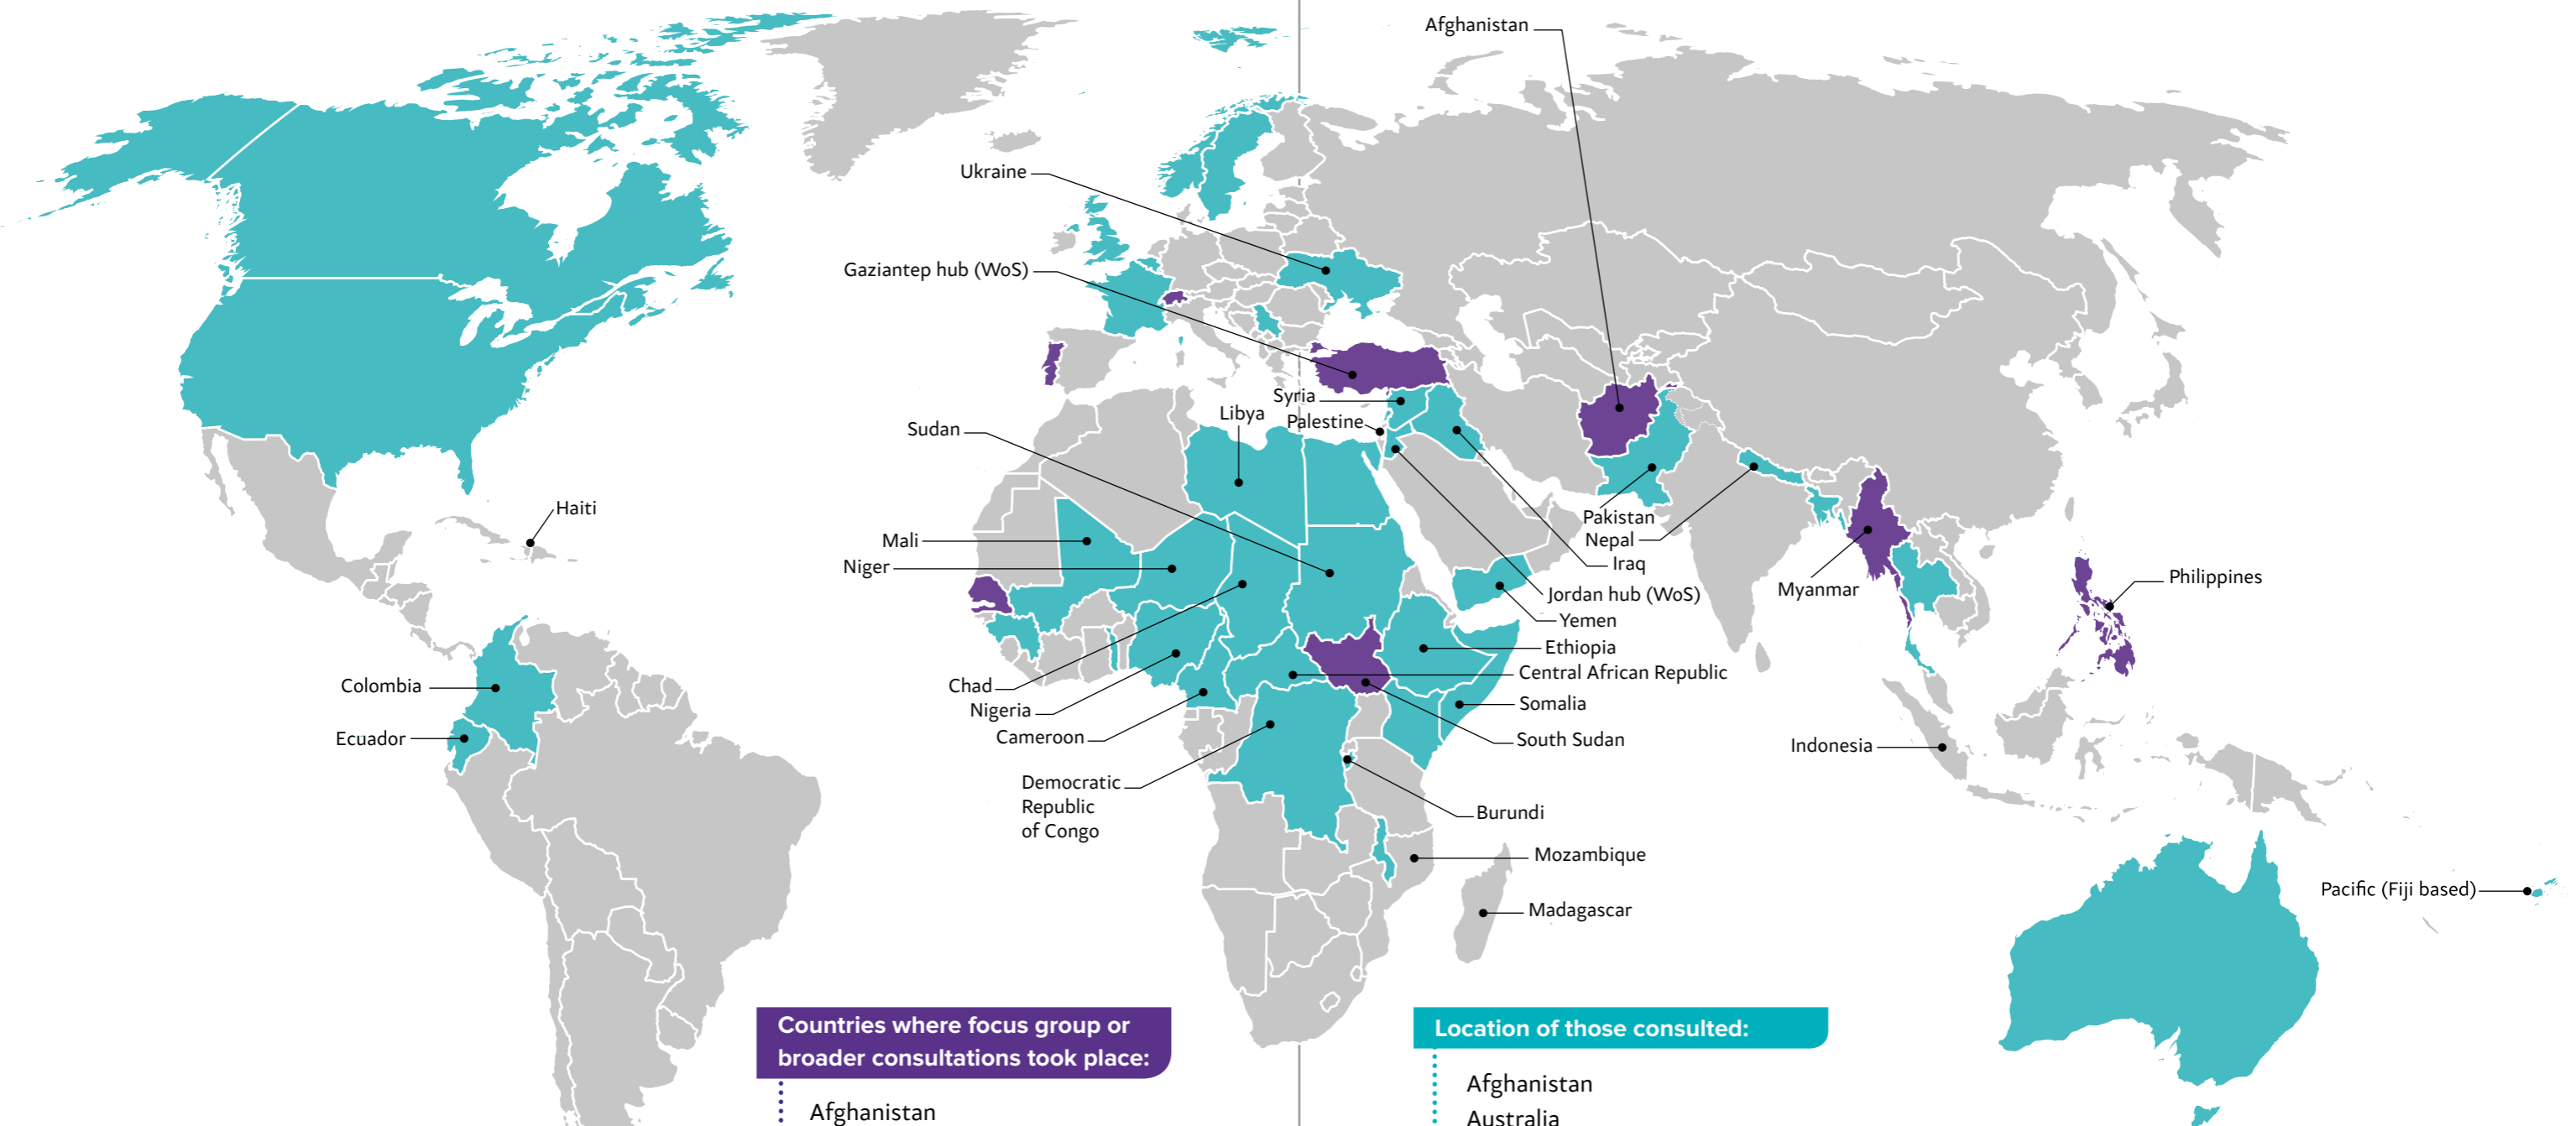 Afghanistan
Ukraine
Gaziantep hub (WoS)
Syria
Libya
Palestine
Sudan
Haiti
Mali
Niger
Pakistan
Nepal
Iraq
Myanmar
Philippines
Jordan hub (WoS)
Yemen
Ethiopia
Central African Republic
Colombia
Chad
Somalia
Nigeria
Ecuador
Cameroon
South Sudan
Indonesia
Democratic
Republic
of Congo
Burundi
Mozambique
Pacific (Fiji based)
Madagascar
Countries where focus group or
broader consultations took place:
Afghanistan
Location of those consulted:
Afghanistan
Australia